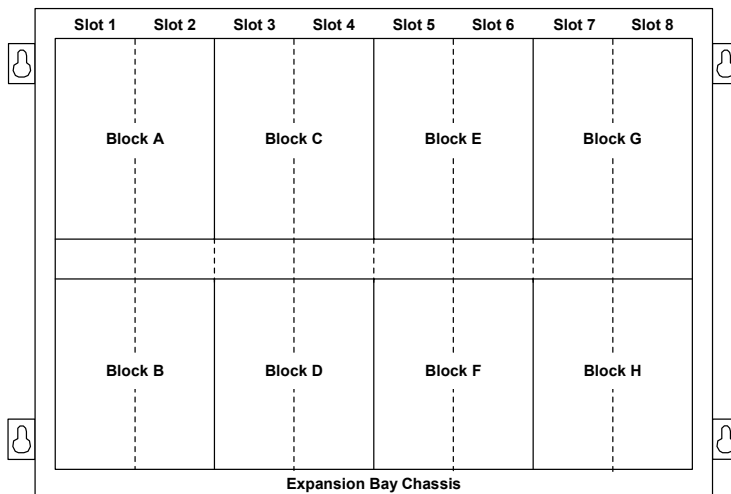 Slot 1 Slot 2 Slot 3 Slot 4 Slot 5 Slot 6 Slot 7 Slot 8
Block A Block C Block E Block G
Block B Block D Block F Block H
Expansion Bay Chassis